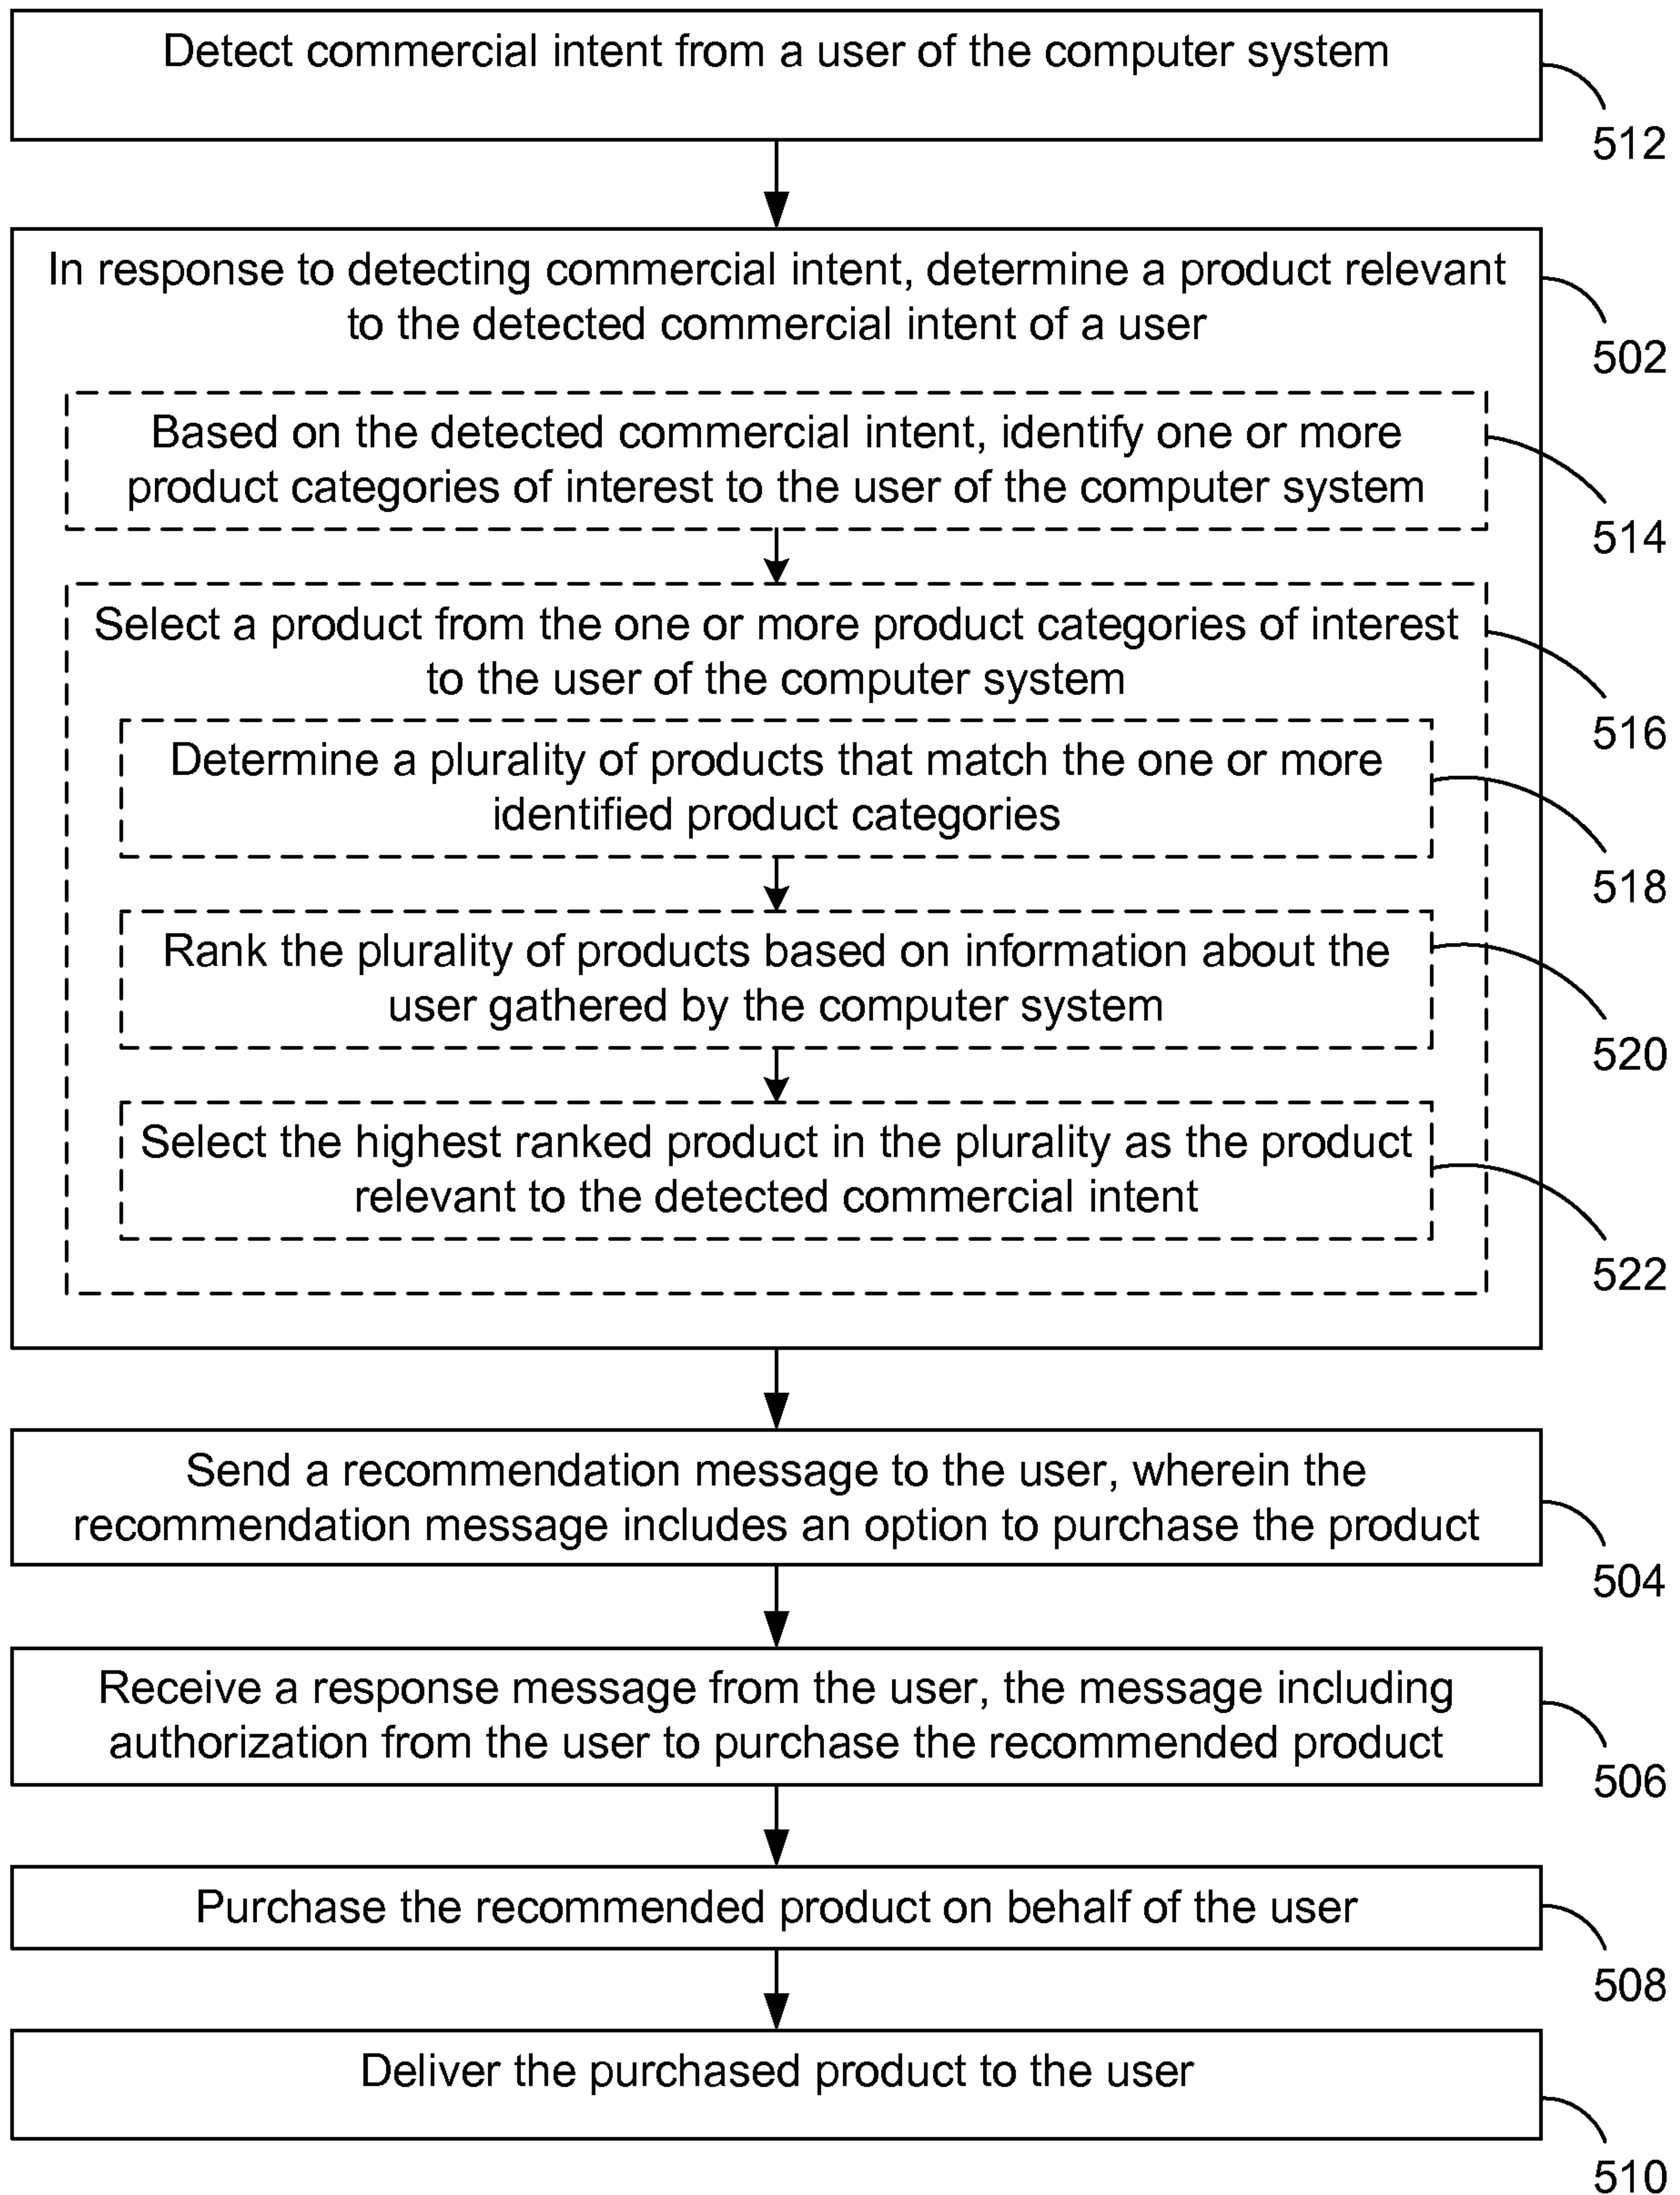 Detect commercial intent from a user of the computer system
512
In response to detecting commercial intent, determine a product relevant
to the detected commercial intent of a user
502
Based on the detected commercial intent, identify one or more
product categories of interest to the user of the computer system
514
Select a product from the one or more product categories of interest
to the user of the computer system
516
Determine a plurality of products that match the one or more
identified product categories
518
Rank the plurality of products based on information about the
user gathered by the computer system
520
Select the highest ranked product in the plurality as the product
relevant to the detected commercial intent
522
Send a recommendation message to the user, wherein the
recommendation message includes an option to purchase the product
504
Receive a response message from the user, the message including
authorization from the user to purchase the recommended product
506
Purchase the recommended product on behalf of the user
508
Deliver the purchased product to the user
510